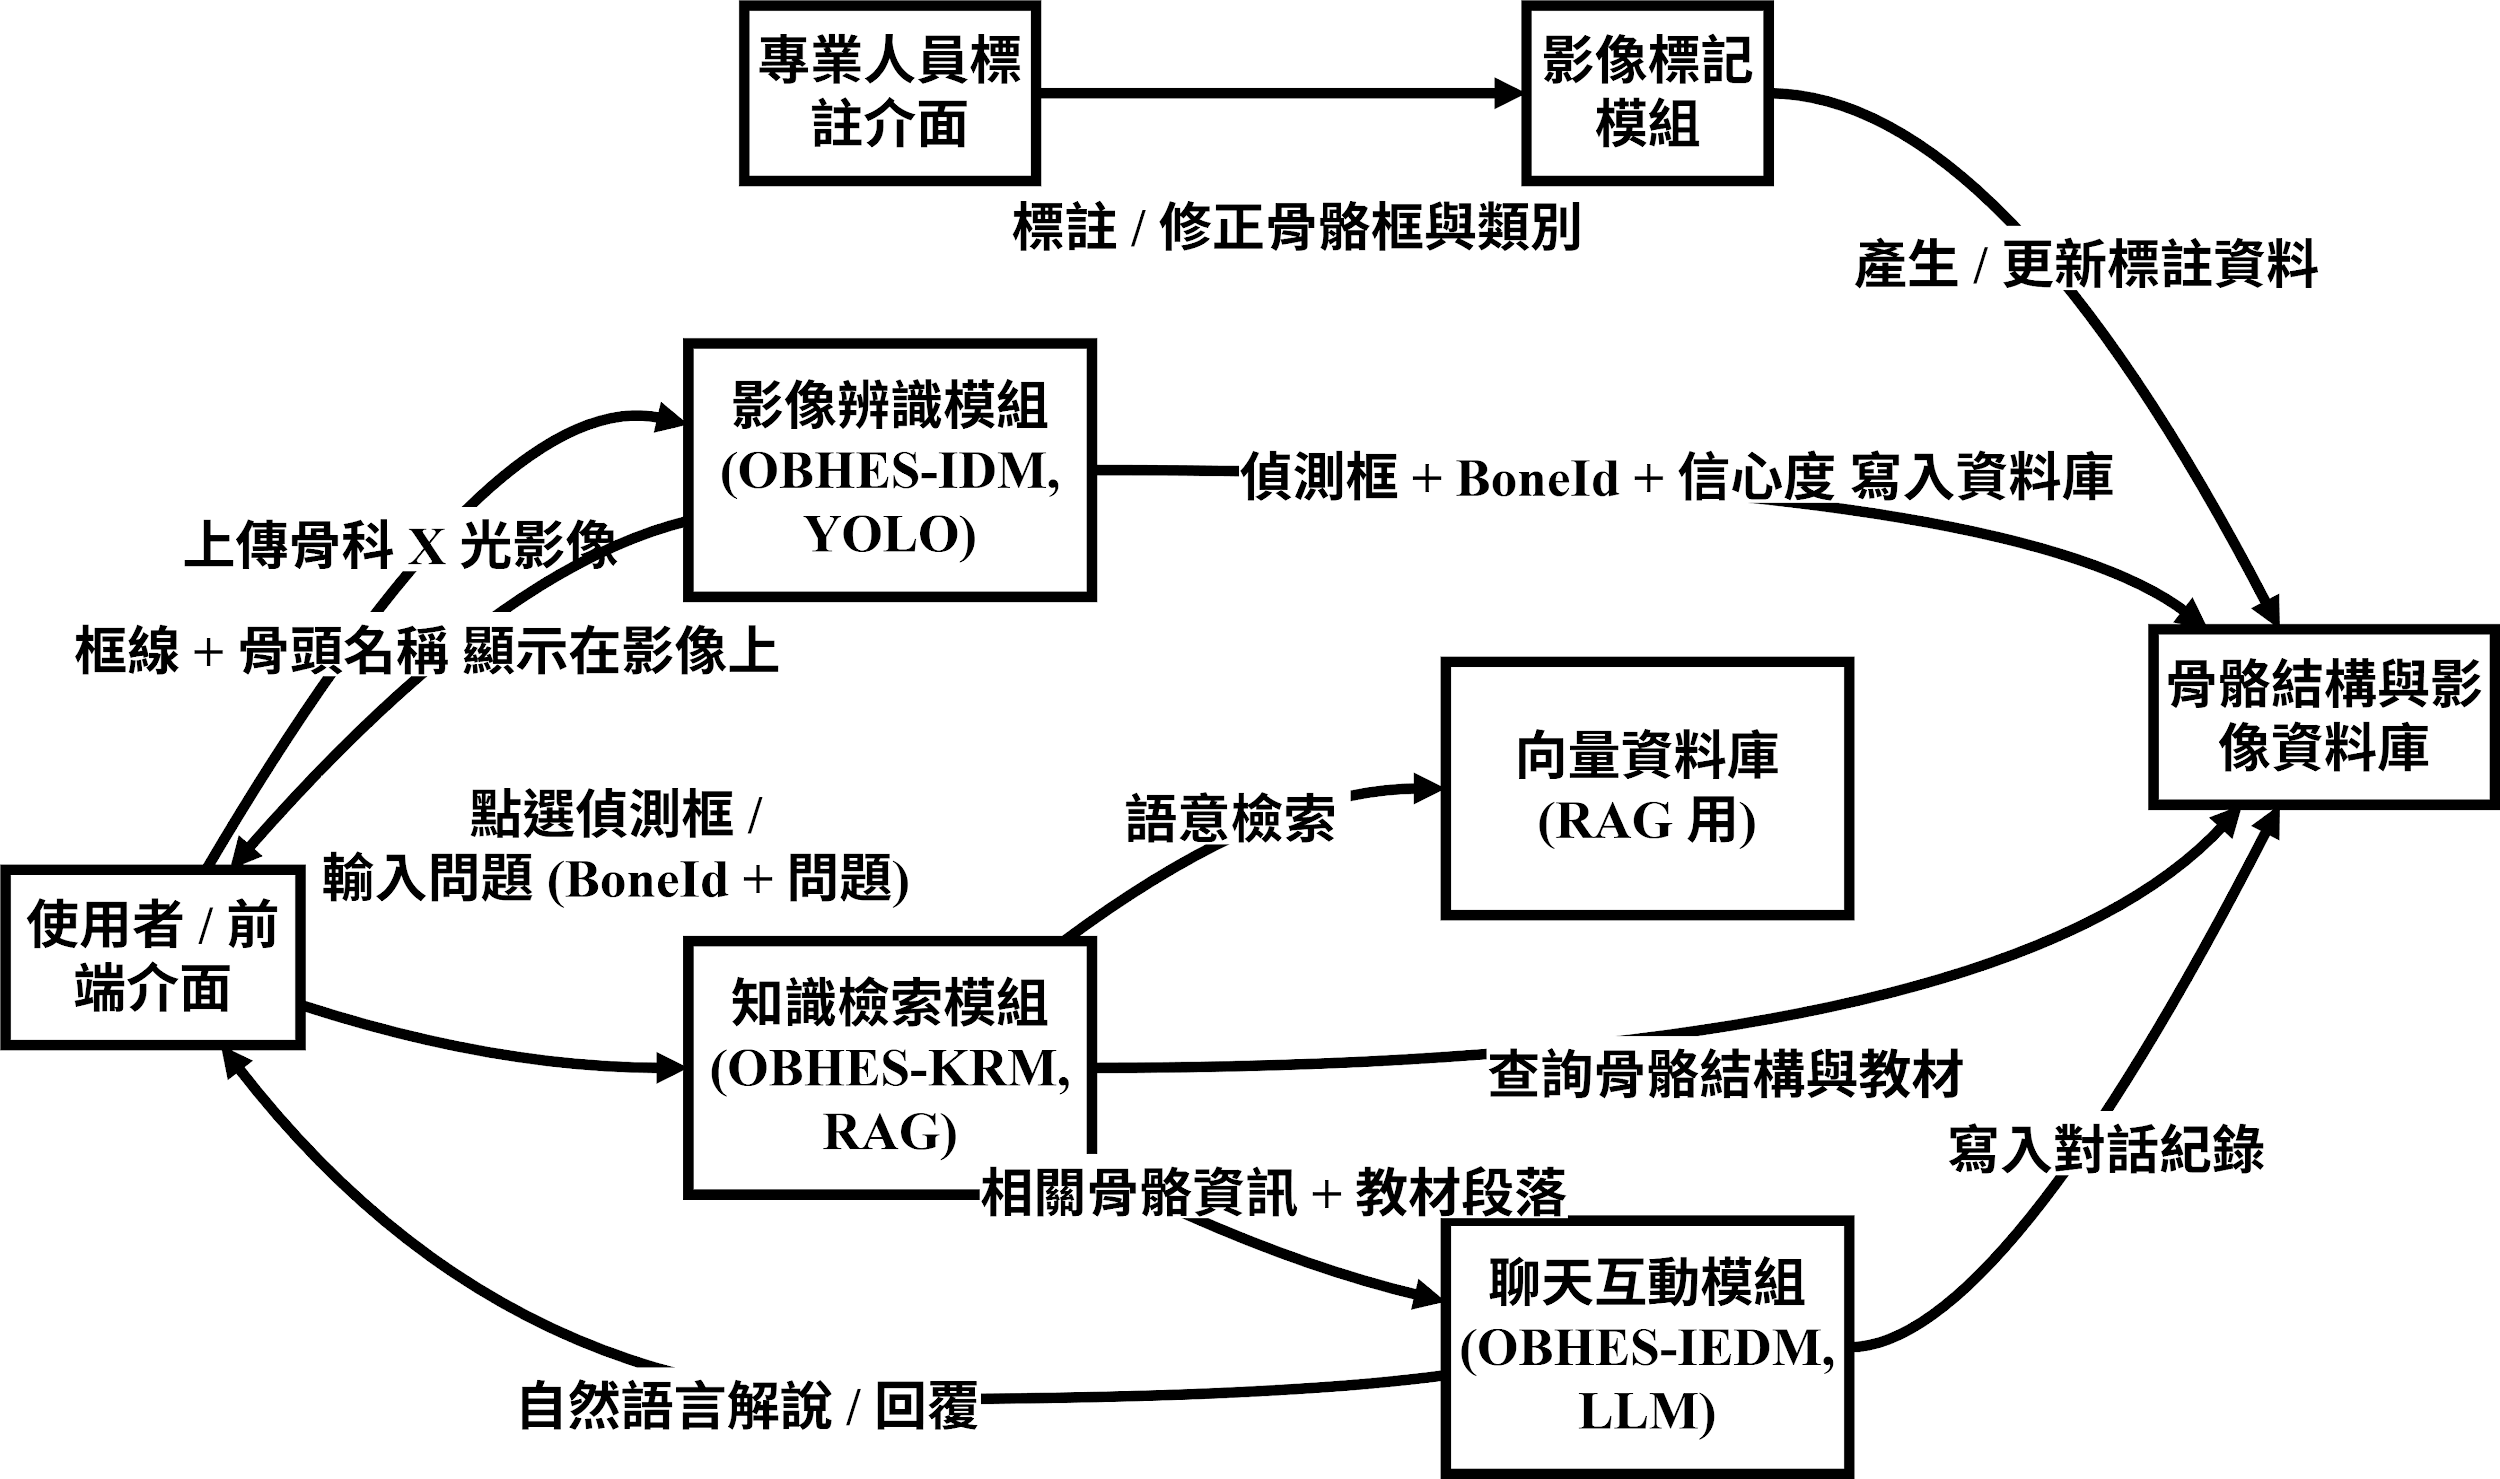 專業人員標
註介面
影像標記
模組
標註 / 修正骨骼框與類別
產生 / 更新標註資料
影像辨識模組
(OBHES-IDM,
YOLO)
偵測框 + BoneId + 信心度 寫入資料庫
上傳骨科 X 光影像
框線 + 骨頭名稱 顯示在影像上
骨骼結構與影
像資料庫
向量資料庫
(RAG 用)
語意檢索
點選偵測框 /
輸入問題 (BoneId + 問題)
使用者 / 前
端介面
知識檢索模組
(OBHES-KRM,
RAG)
查詢骨骼結構與教材
寫入對話紀錄
相關骨骼資訊 + 教材段落
聊天互動模組
(OBHES-IEDM,
LLM)
自然語言解說 / 回覆